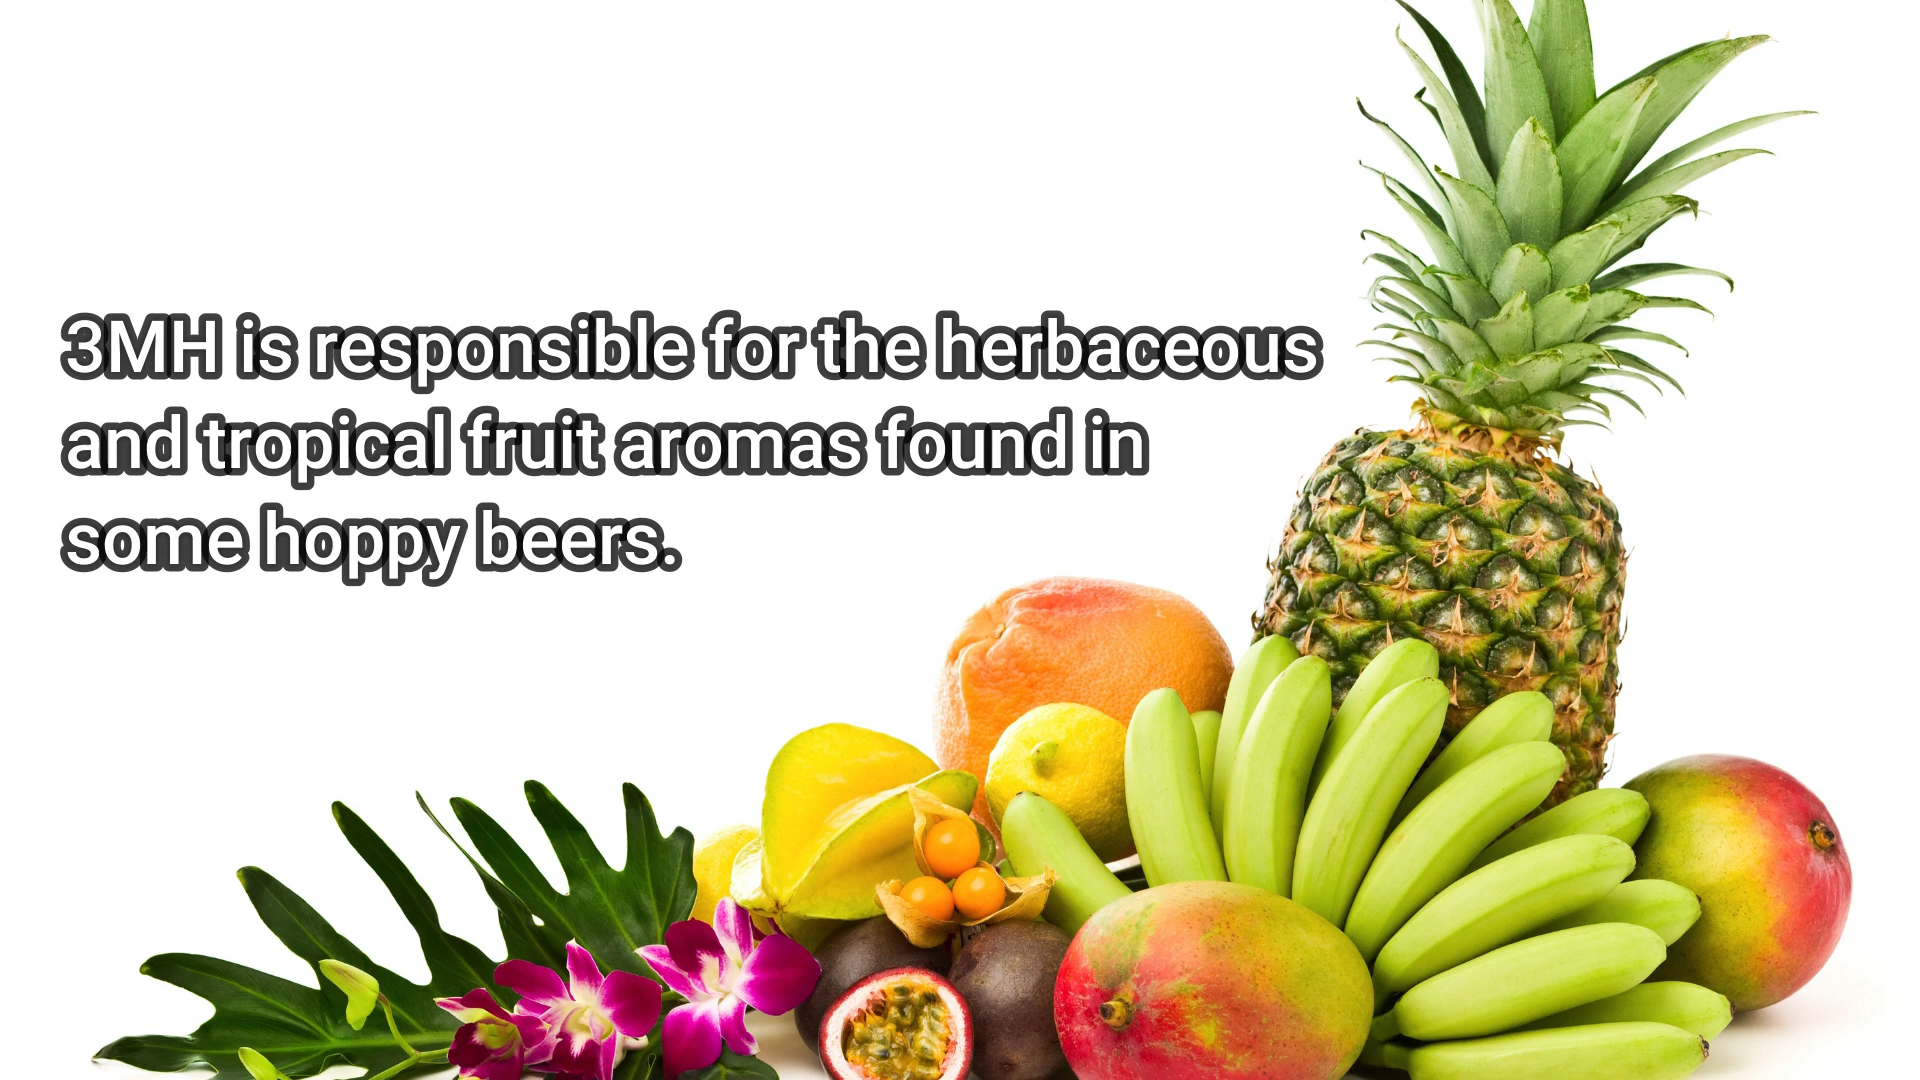 3MH is responsible for the herbaceous
and tropical fruit aromas found in
some hoppy beers.